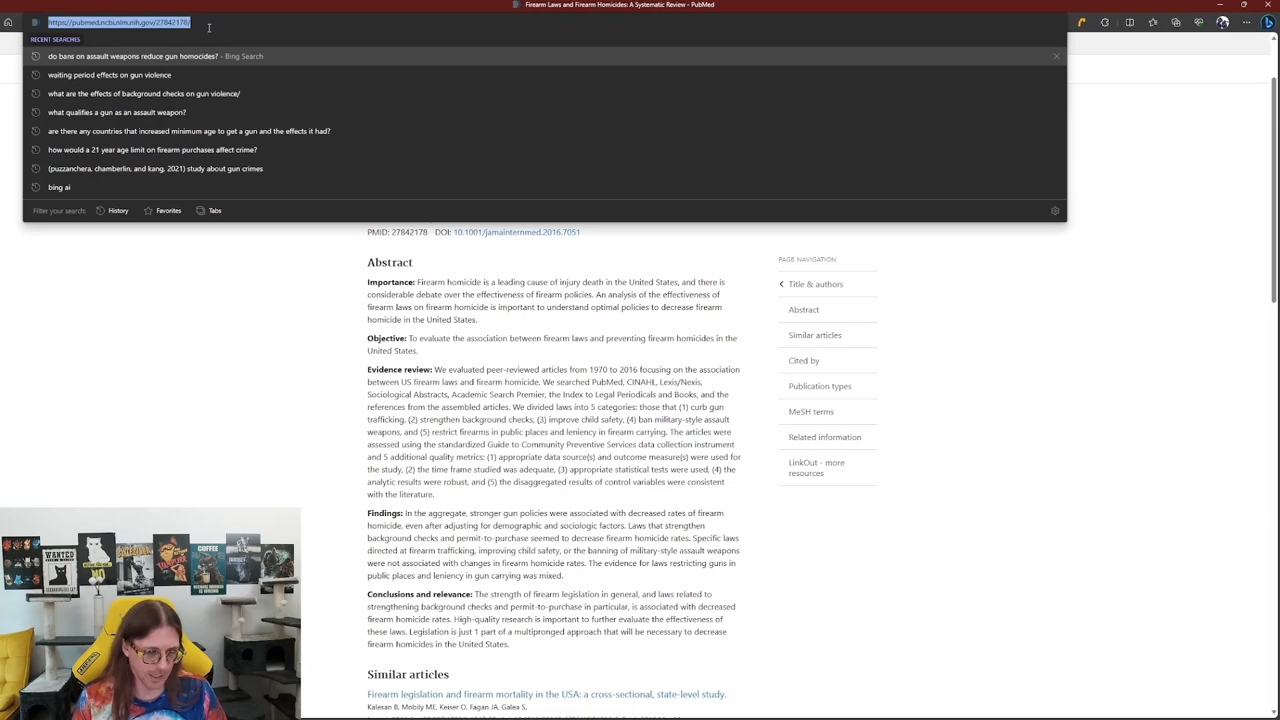 Firearm Laws and Firearm Homicides: A Systematic Review - PubMed
https://pubmed.ncbi.nlm.nih.gov/27842178/
RECENT SEARCHES
do bans on assault weapons reduce gun homocides? - Bing Search
waiting period effects on gun violence
what are the effects of background checks on gun violence/
what qualifies a gun as an assault weapon?
are there any countries that increased minimum age to get a gun and the effects it had?
how would a 21 year age limit on firearm purchases affect crime?
(puzzanchera, chamberlin, and kang, 2021) study about gun crimes
bing ai
Filter your search: History Favorites Tabs
PMID: 27842178 DOI: 10.1001/jamainternmed.2016.7051
Abstract
Importance: Firearm homicide is a leading cause of injury death in the United States, and there is
considerable debate over the effectiveness of firearm policies. An analysis of the effectiveness of
firearm laws on firearm homicide is important to understand optimal policies to decrease firearm
homicide in the United States.
Objective: To evaluate the association between firearm laws and preventing firearm homicides in the
United States.
Evidence review: We evaluated peer-reviewed articles from 1970 to 2016 focusing on the association
between US firearm laws and firearm homicide. We searched PubMed, CINAHL, Lexis/Nexis,
Sociological Abstracts, Academic Search Premier, the Index to Legal Periodicals and Books, and the
references from the assembled articles. We divided laws into 5 categories: those that (1) curb gun
trafficking, (2) strengthen background checks, (3) improve child safety, (4) ban military-style assault
weapons, and (5) restrict firearms in public places and leniency in firearm carrying. The articles were
assessed using the standardized Guide to Community Preventive Services data collection instrument
and 5 additional quality metrics: (1) appropriate data source(s) and outcome measure(s) were used for
the study, (2) the time frame studied was adequate, (3) appropriate statistical tests were used, (4) the
analytic results were robust, and (5) the disaggregated results of control variables were consistent
with the literature.
Findings: In the aggregate, stronger gun policies were associated with decreased rates of firearm
homicide, even after adjusting for demographic and sociologic factors. Laws that strengthen
background checks and permit-to-purchase seemed to decrease firearm homicide rates. Specific laws
directed at firearm trafficking, improving child safety, or the banning of military-style assault weapons
were not associated with changes in firearm homicide rates. The evidence for laws restricting guns in
public places and leniency in gun carrying was mixed.
Conclusions and relevance: The strength of firearm legislation in general, and laws related to
strengthening background checks and permit-to-purchase in particular, is associated with decreased
firearm homicide rates. High-quality research is important to further evaluate the effectiveness of
these laws. Legislation is just 1 part of a multipronged approach that will be necessary to decrease
firearm homicides in the United States.
Similar articles
Firearm legislation and firearm mortality in the USA: a cross-sectional, state-level study.
Kalesan B, Mobily ME, Keiser O, Fagan JA, Galea S.
PAGE NAVIGATION
Title & authors
Abstract
Similar articles
Cited by
Publication types
MeSH terms
Related information
LinkOut - more
resources
WANTED
NO
COFFEE